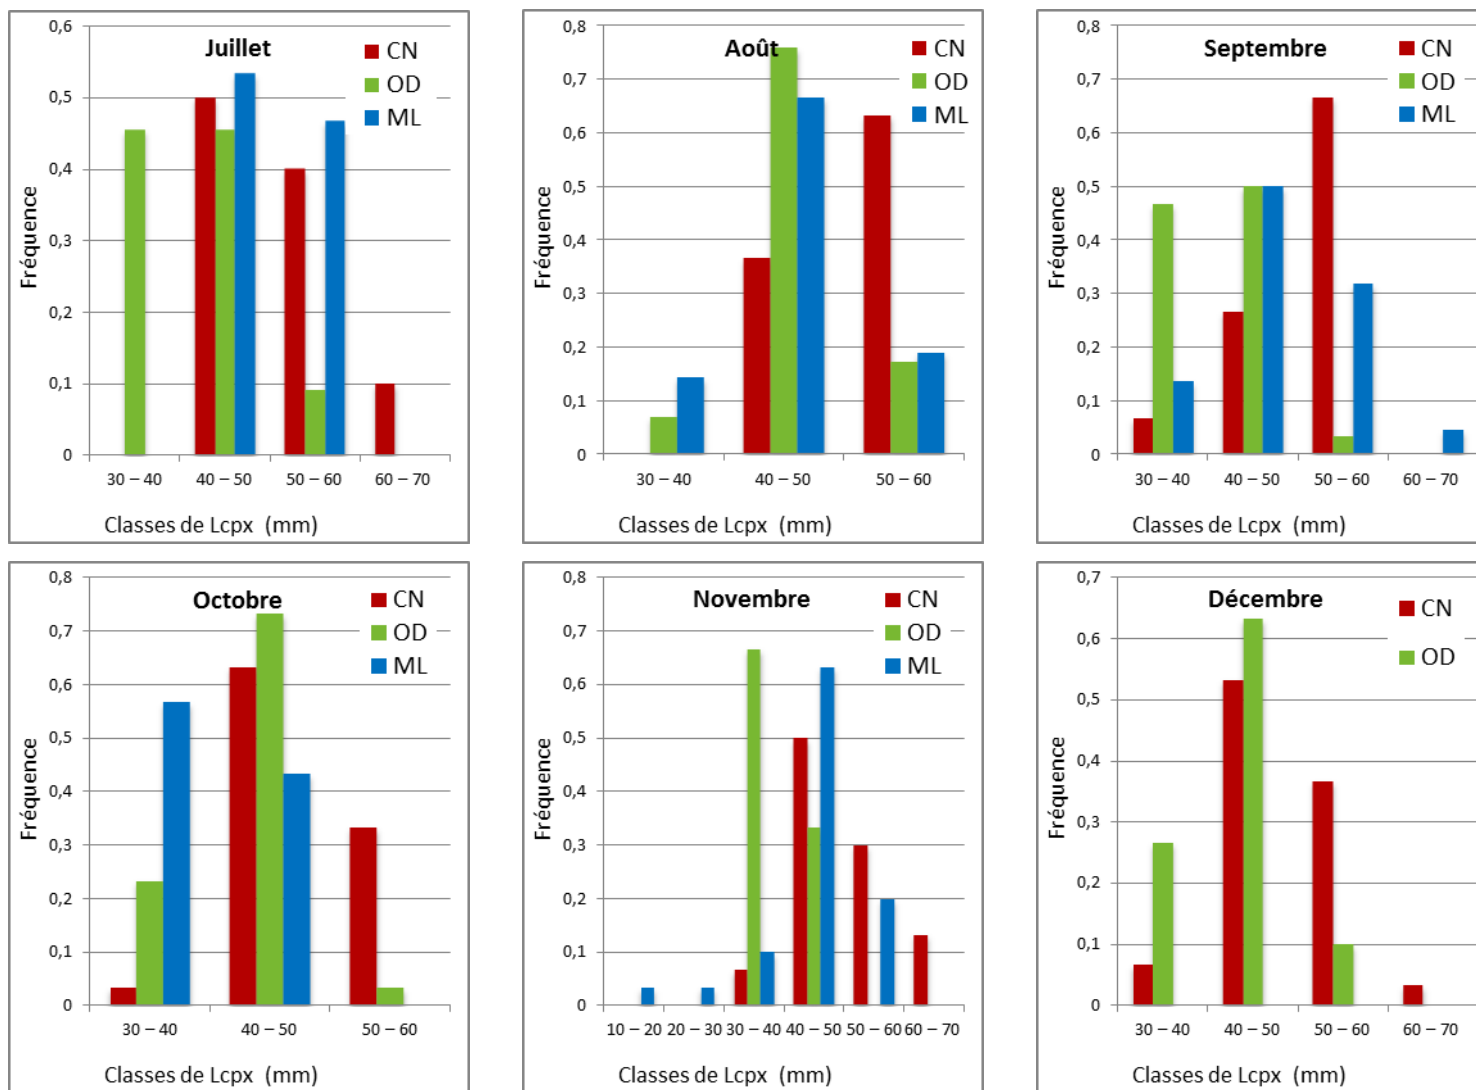 Juillet
CN
OD
ML
0,6
0,5
0,4
0,3
0,2
0,1
0
Fréquence
30 – 40 40 – 50 50 – 60 60 – 70
Classes de Lcpx (mm)
Août
CN
OD
ML
0,8
0,7
0,6
0,5
0,4
0,3
0,2
0,1
0
Fréquence
30 – 40 40 – 50 50 – 60
Classes de Lcpx (mm)
Septembre
CN
OD
ML
0,8
0,7
0,6
0,5
0,4
0,3
0,2
0,1
0
Fréquence
30 – 40 40 – 50 50 – 60 60 – 70
Classes de Lcpx (mm)
Octobre
CN
OD
ML
0,8
0,7
0,6
0,5
0,4
0,3
0,2
0,1
0
Fréquence
30 – 40 40 – 50 50 – 60
Classes de Lcpx (mm)
Novembre
CN
OD
ML
0,8
0,7
0,6
0,5
0,4
0,3
0,2
0,1
0
Fréquence
10 – 20 20 – 30 30 – 40 40 – 50 50 – 60 60 – 70
Classes de Lcpx (mm)
Décembre
CN
OD
0,7
0,6
0,5
0,4
0,3
0,2
0,1
0
Fréquence
30 – 40 40 – 50 50 – 60 60 – 70
Classes de Lcpx (mm)